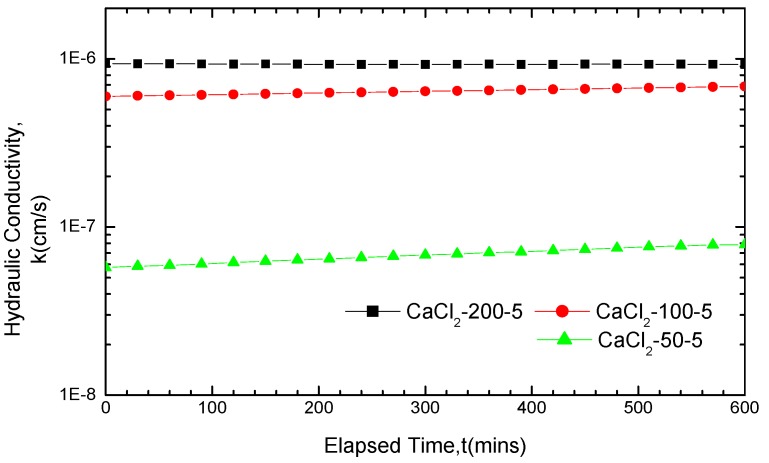 1E-6
1E-7
1E-8
Hydraulic Conductivity,
k(cm/s)
CaCl₂-200-5
CaCl₂-100-5
CaCl₂-50-5
0 100 200 300 400 500 600
Elapsed Time,t(mins)